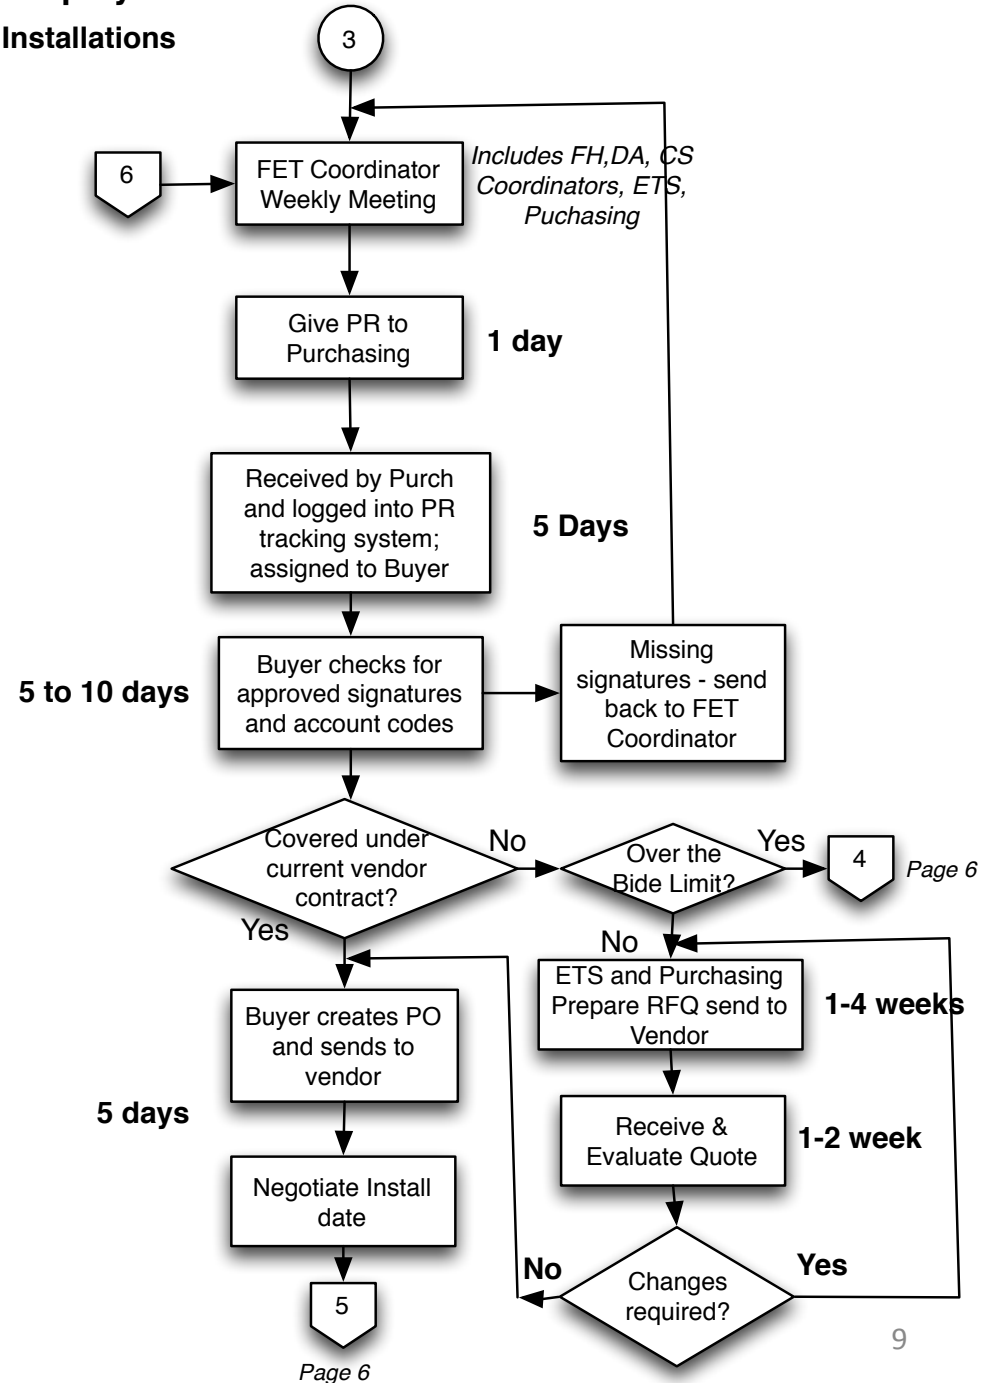 Installations
3
6
FET Coordinator
Weekly Meeting
Includes FH,DA, CS
Coordinators, ETS,
Puchasing
Give PR to
Purchasing
1 day
Received by Purch
and logged into PR
tracking system;
assigned to Buyer
5 Days
5 to 10 days
Buyer checks for
approved signatures
and account codes
Missing
signatures - send
back to FET
Coordinator
Covered under
current vendor
contract?
No
Over the
Bide Limit?
Yes
4
Page 6
Yes
No
Buyer creates PO
and sends to
vendor
ETS and Purchasing
Prepare RFQ send to
Vendor
1-4 weeks
5 days
Receive &
Evaluate Quote
1-2 week
Negotiate Install
date
No
Changes
required?
Yes
5
Page 6
9